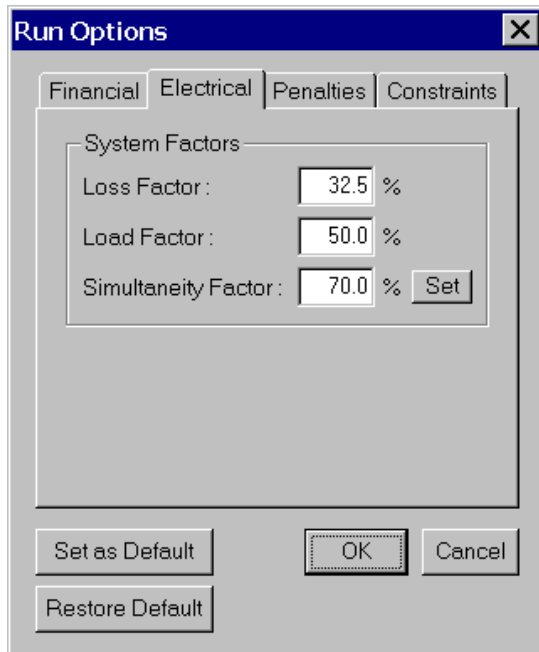 Run Options
Financial Electrical Penalties Constraints
System Factors
Loss Factor : 32.5 %
Load Factor : 50.0 %
Simultaneity Factor : 70.0 % Set
Set as Default OK Cancel
Restore Default